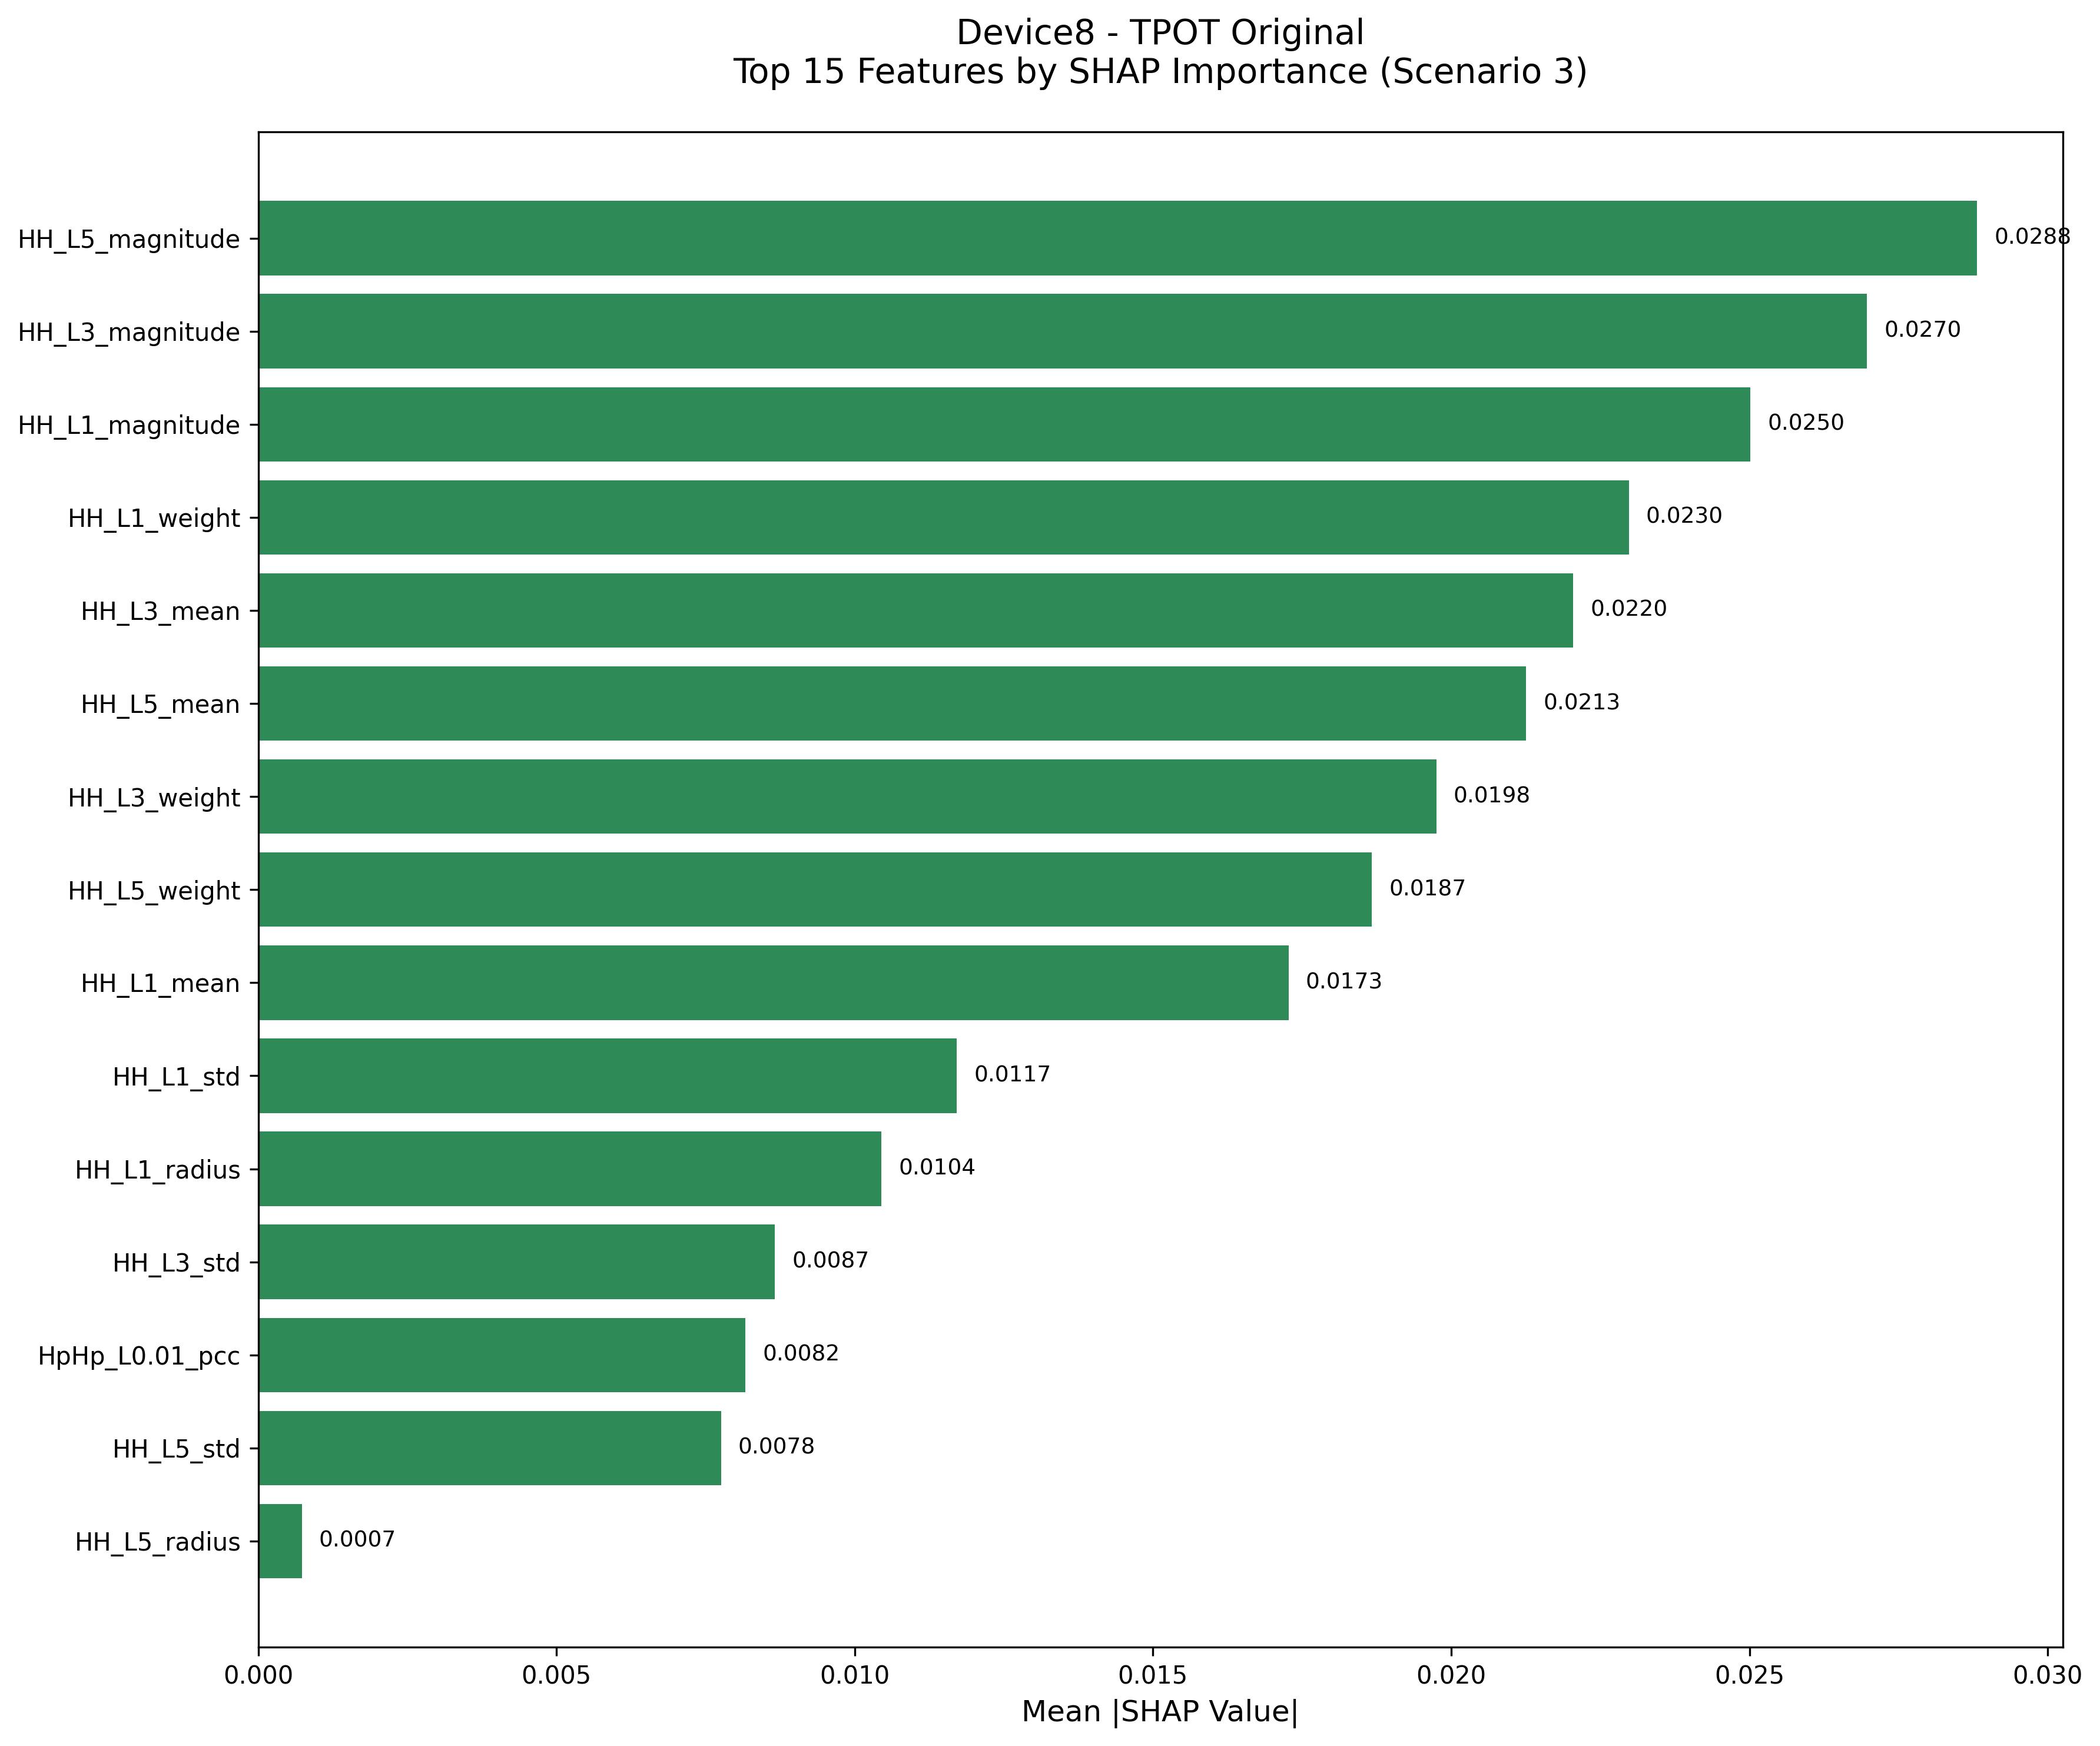 Device8 - TPOT Original
Top 15 Features by SHAP Importance (Scenario 3)
HH_L5_magnitude 0.0288
HH_L3_magnitude 0.0270
HH_L1_magnitude 0.0250
HH_L1_weight 0.0230
HH_L3_mean 0.0220
HH_L5_mean 0.0213
HH_L3_weight 0.0198
HH_L5_weight 0.0187
HH_L1_mean 0.0173
HH_L1_std 0.0117
HH_L1_radius 0.0104
HH_L3_std 0.0087
HpHp_L0.01_pcc 0.0082
HH_L5_std 0.0078
HH_L5_radius 0.0007
0.000 0.005 0.010 0.015 0.020 0.025 0.030
Mean |SHAP Value|